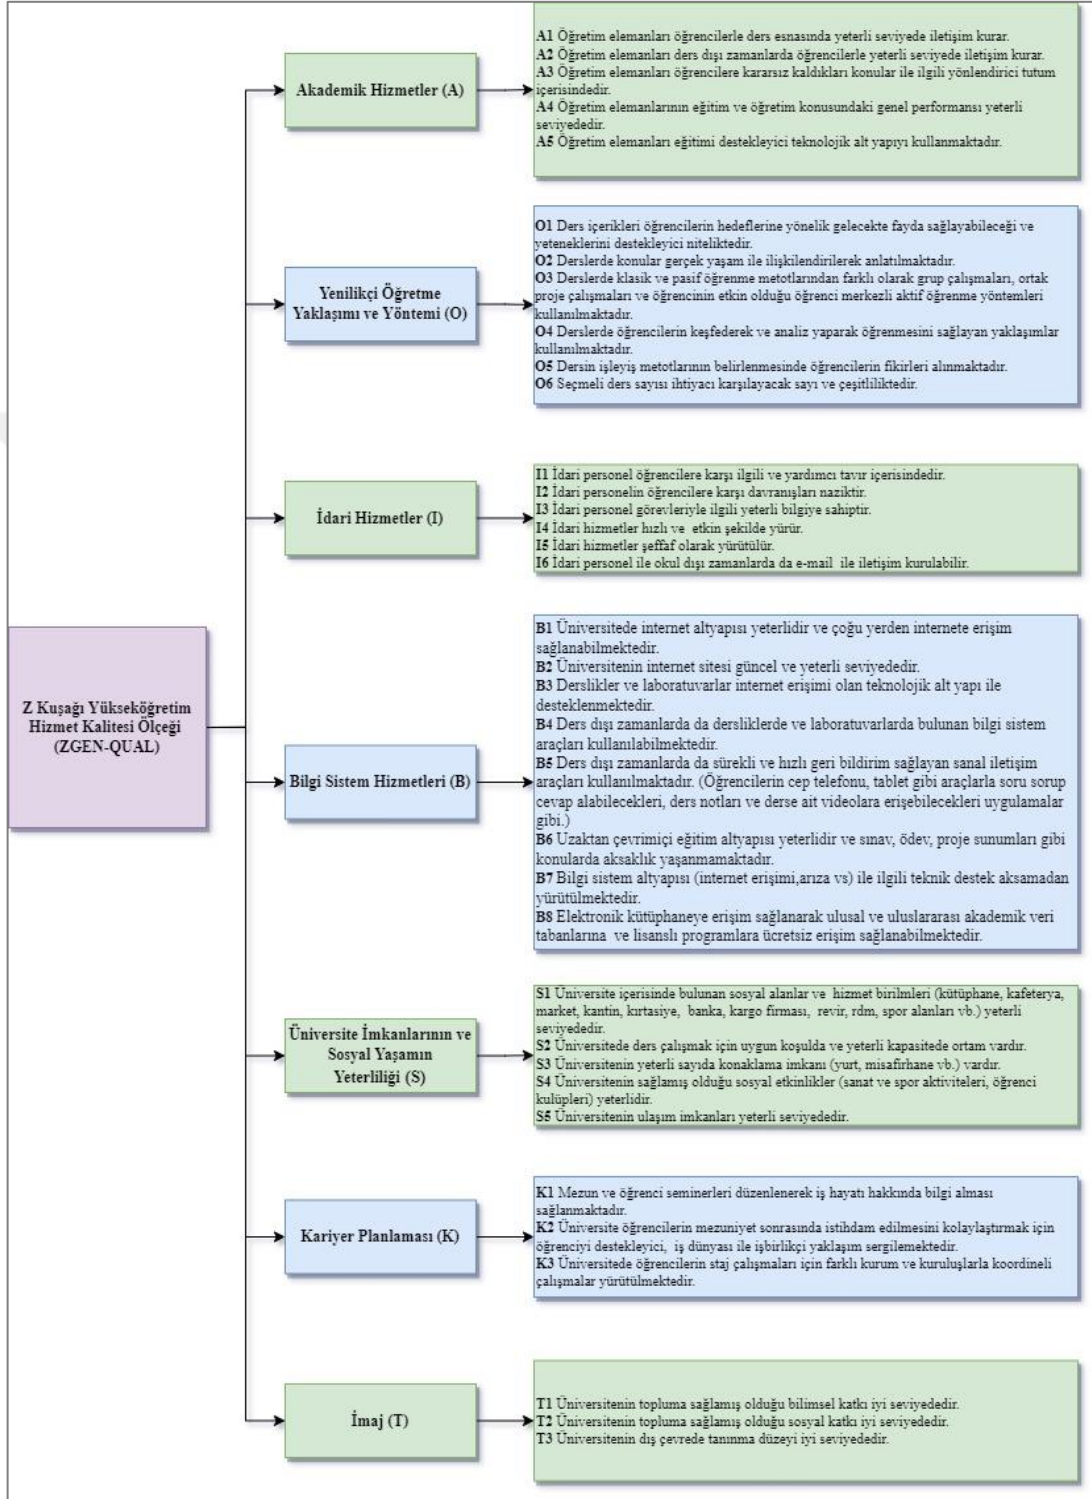 A1 Öğretim elemanları öğrencilerle ders esnasında yeterli seviyede iletişim kurar.
A2 Öğretim elemanları ders dışı zamanlarda öğrencilerle yeterli seviyede iletişim kurar.
A3 Öğretim elemanları öğrencilere kararsız kaldıkları konular ile ilgili yönlendirici tutum
içerisindedir.
A4 Öğretim elemanlarının eğitim ve öğretim konusundaki genel performansı yeterli
seviyededir.
A5 Öğretim elemanları eğitimi destekleyici teknolojik alt yapıyı kullanmaktadır.
Akademik Hizmetler (A)
O1 Ders içerikleri öğrencilerin hedeflerine yönelik gelecekte fayda sağlayabileceği ve
yeteneklerini destekleyici niteliktedir.
O2 Derslerde konular gerçek yaşam ile ilişkilendirilerek anlatılmaktadır.
O3 Derslerde klasik ve pasif öğrenme metotlarından farklı olarak grup çalışmaları, ortak
proje çalışmaları ve öğrencinin etkin olduğu öğrenci merkezli aktif öğrenme yöntemleri
kullanılmaktadır.
O4 Derslerde öğrencilerin keşfederek ve analiz yaparak öğrenmesini sağlayan yaklaşımlar
kullanılmaktadır.
O5 Dersin işleyiş metotlarının belirlenmesinde öğrencilerin fikirleri alınmaktadır.
O6 Seçmeli ders sayısı ihtiyacı karşılayacak sayı ve çeşitliliktedir.
Yenilikçi Öğretme
Yaklaşımı ve Yöntemi (O)
I1 İdari personel öğrencilere karşı ilgili ve yardımcı tavır içerisindedir.
I2 İdari personelin öğrencilere karşı davranışları naziktir.
I3 İdari personel görevleriyle ilgili yeterli bilgiye sahiptir.
I4 İdari hizmetler hızlı ve etkin şekilde yürür.
I5 İdari hizmetler şeffaf olarak yürütülür.
I6 İdari personel ile okul dışı zamanlarda da e-mail ile iletişim kurulabilir.
İdari Hizmetler (I)
Z Kuşağı Yükseköğretim
Hizmet Kalitesi Ölçeği
(ZGEN-QUAL)
B1 Üniversitede internet altyapısı yeterlidir ve çoğu yerden internete erişim
sağlanabilmektedir.
B2 Üniversitenin internet sitesi güncel ve yeterli seviyededir.
B3 Derslikler ve laboratuvarlar internet erişimi olan teknolojik alt yapı ile
desteklenmektedir.
B4 Ders dışı zamanlarda da dersliklerde ve laboratuvarlarda bulunan bilgi sistem
araçları kullanılabilmektedir.
B5 Ders dışı zamanlarda da sürekli ve hızlı geri bildirim sağlayan sanal iletişim
araçları kullanılmaktadır. (Öğrencilerin cep telefonu, tablet gibi araçlarla soru sorup
cevap alabilecekleri, ders notları ve derse ait videolara erişebilecekleri uygulamalar
gibi.)
B6 Uzaktan çevrimiçi eğitim altyapısı yeterlidir ve sınav, ödev, proje sunumları gibi
konularda aksaklık yaşanmamaktadır.
B7 Bilgi sistem altyapısı (internet erişimi,arıza vs) ile ilgili teknik destek aksamadan
yürütülmektedir.
B8 Elektronik kütüphaneye erişim sağlanarak ulusal ve uluslararası akademik veri
tabanlarına ve lisanslı programlara ücretsiz erişim sağlanabilmektedir.
Bilgi Sistem Hizmetleri (B)
S1 Üniversite içerisinde bulunan sosyal alanlar ve hizmet birilmleri (kütüphane, kafeterya,
market, kantin, kırtasiye, banka, kargo firması, revir, rdm, spor alanları vb.) yeterli
seviyededir.
S2 Üniversitede ders çalışmak için uygun koşulda ve yeterli kapasitede ortam vardır.
S3 Üniversitenin yeterli sayıda konaklama imkanı (yurt, misafirhane vb.) vardır.
S4 Üniversitenin sağlamış olduğu sosyal etkinlikler (sanat ve spor aktiviteleri, öğrenci
kulüpleri) yeterlidir.
S5 Üniversitenin ulaşım imkanları yeterli seviyededir.
Üniversite İmkanlarının ve
Sosyal Yaşamın
Yeterliliği (S)
K1 Mezun ve öğrenci seminerleri düzenlenerek iş hayatı hakkında bilgi alması
sağlanmaktadır.
K2 Üniversite öğrencilerin mezuniyet sonrasında istihdam edilmesini kolaylaştırmak için
öğrenciyi destekleyici, iş dünyası ile işbirlikçi yaklaşım sergilemektedir.
K3 Üniversitede öğrencilerin staj çalışmaları için farklı kurum ve kuruluşlarla koordineli
çalışmalar yürütülmektedir.
Kariyer Planlaması (K)
T1 Üniversitenin topluma sağlamış olduğu bilimsel katkı iyi seviyededir.
T2 Üniversitenin topluma sağlamış olduğu sosyal katkı iyi seviyededir.
T3 Üniversitenin dış çevrede tanınma düzeyi iyi seviyededir.
İmaj (T)